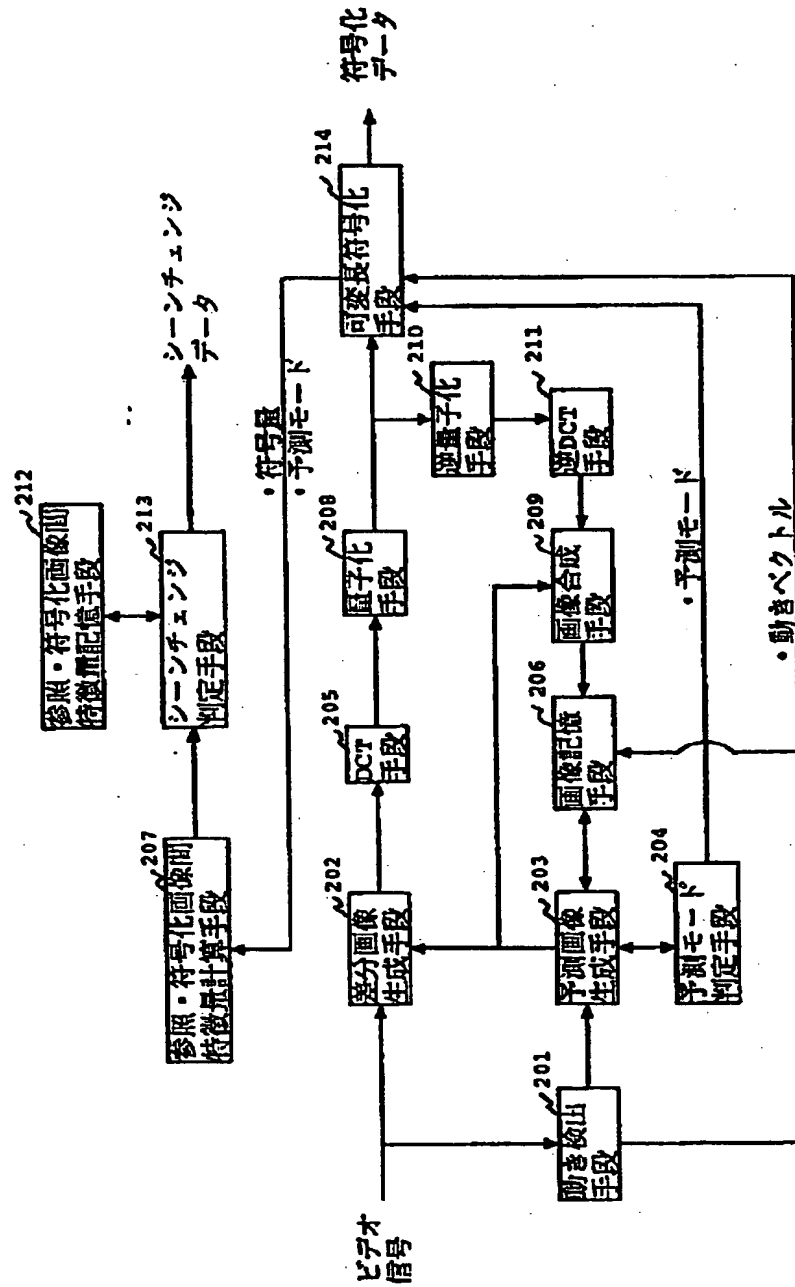 ビデオ
信号
201
動き検出
手段
202
差分画像
生成手段
203
予測画像
生成手段
204
予測モード
判定手段
205
DCT
手段
206
画像記憶
手段
207
参照・符号化画像間
特徴量計算手段
208
量子化
手段
209
画像合成
手段
210
逆量子化
手段
211
逆DCT
手段
212
参照・符号化画像間
特徴量記憶手段
213
シーンチェンジ
判定手段
214
可変長符号化
手段
・符号量
・予測モード
・予測モード
・動きベクトル
シーンチェンジ
データ
符号化
データ